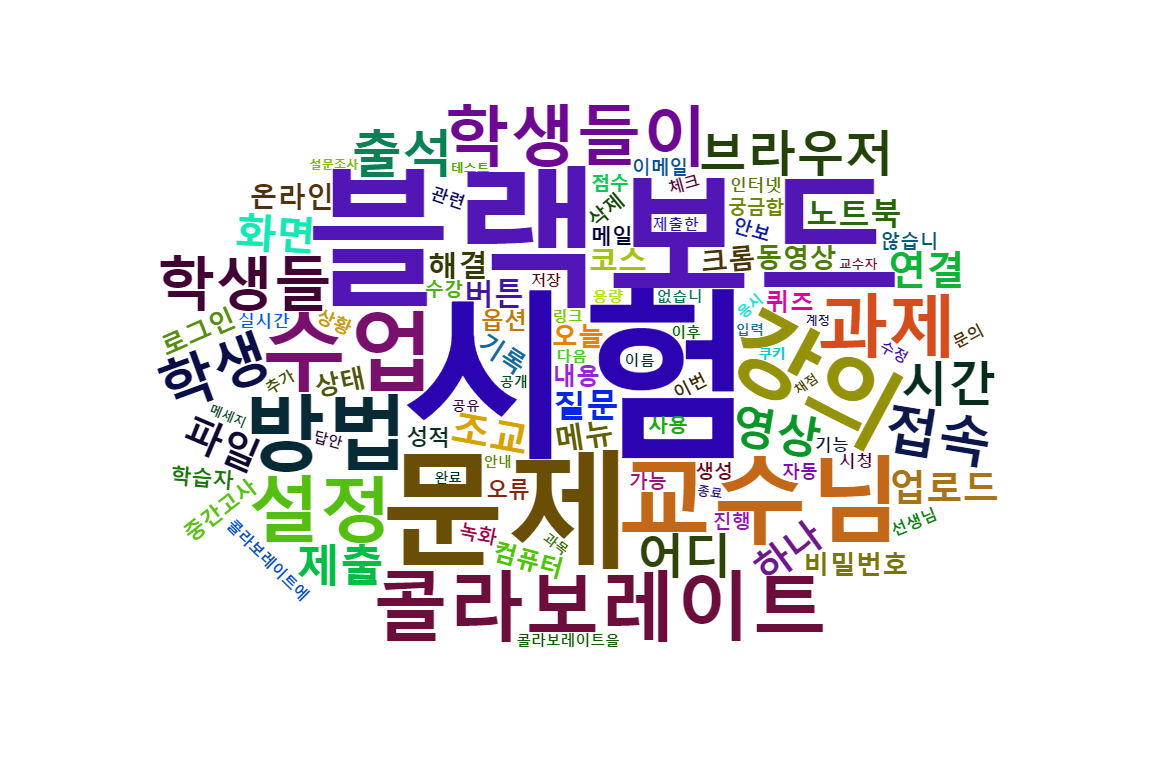 학생들이
출석
브라우저
설문조사
테스트
이메일
블랙보드
온라인
관련
점수
체크
인터넷
삭제
궁금합
노트북
화면
메일
제출한
안보
않습니
학생들
해결
코스
크롬
동영상
교수자
연결
수강
버튼
저장
용량
없습니
응시
퀴즈
로그인
실시간
상황
수업
옵션
링크
오늘
이후
입력
계정
과제
문의
시험
강의
학생
기록
다음
이름
쿠키
수정
추가
상태
공개
내용
이번
채점
시간
메세지
방법
공유
질문
파일
답안
성적
조교
메뉴
사용
영상
기능
접속
학습자
설정
안내
문제
완료
오류
가능
생성
교수님
자동
시청
종료
업로드
중간고사
콜라보레이트에
제출
녹화
과목
컴퓨터
어디
진행
하나
선생님
비밀번호
콜라보레이트
콜라보레이트을